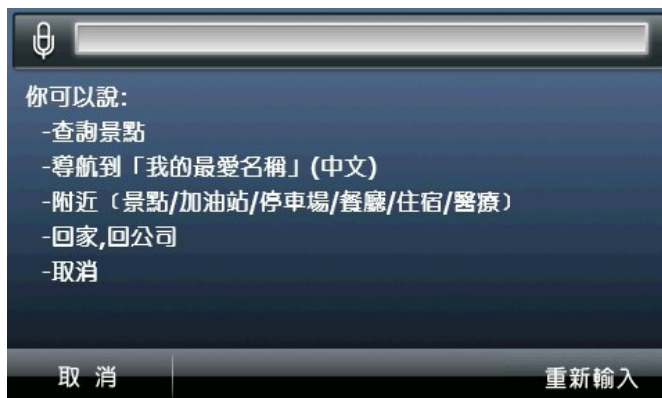 你可以說:
-查詢景點
-導航到「我的最愛名稱」(中文)
-附近〔景點/加油站/停車場/餐廳/住宿/醫療〕
-回家,回公司
-取消
取 消
重新輸入